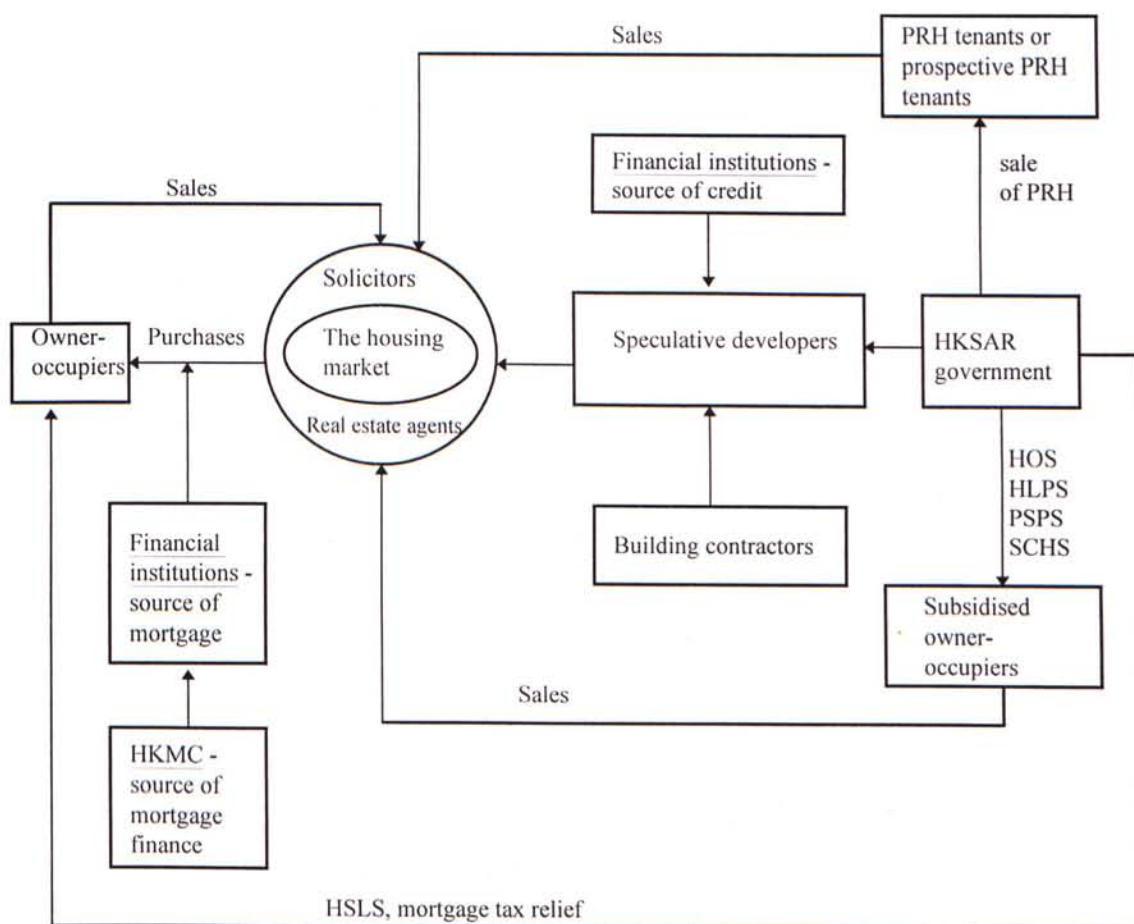 Sales
PRH tenants or
prospective PRH
tenants
Financial institutions -
source of credit
sale
of PRH
Sales
Solicitors
The housing
market
Real estate agents
Owner-
occupiers
Purchases
Speculative developers
HKSAR
government
HOS
HLPS
PSPS
SCHS
Building contractors
Financial
institutions -
source of
mortgage
Subsidised
owner-
occupiers
Sales
HKMC -
source of
mortgage
finance
HSLS, mortgage tax relief